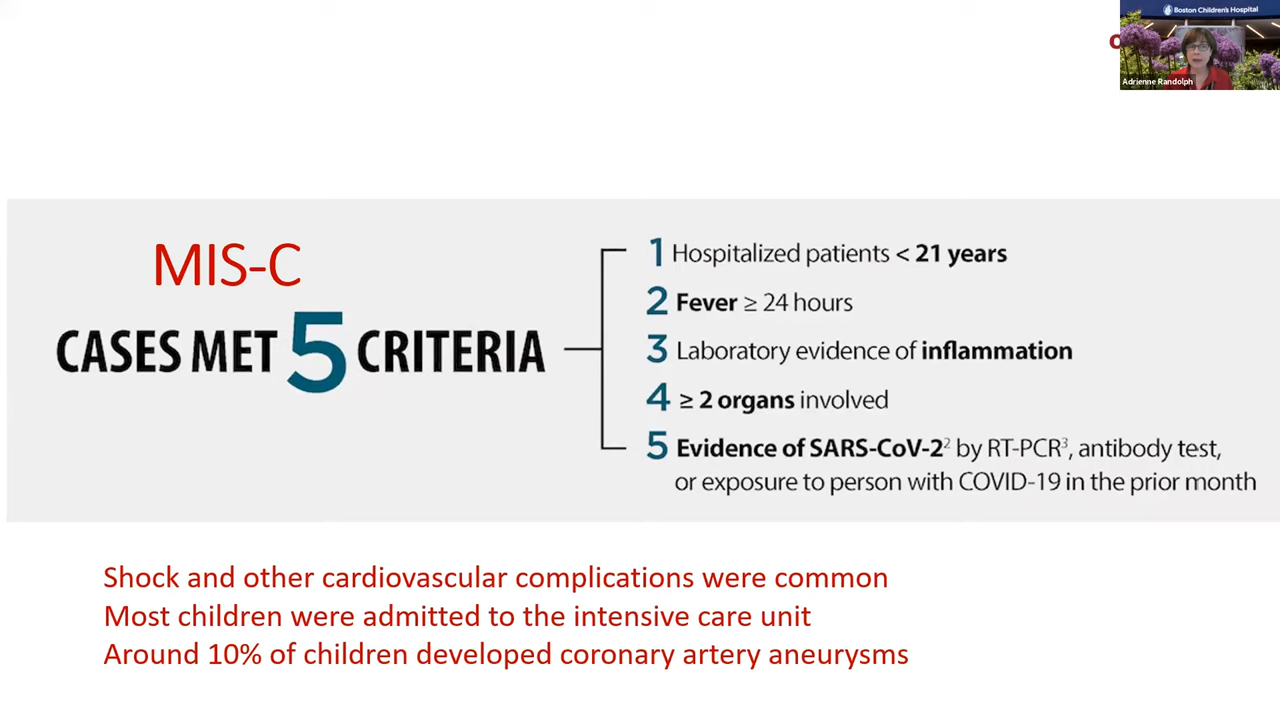 Boston Children's Hospital
Adrienne Randolph
MIS-C
CASES MET 5 CRITERIA
1 Hospitalized patients < 21 years
2 Fever ≥ 24 hours
3 Laboratory evidence of inflammation
4 ≥ 2 organs involved
5 Evidence of SARS-CoV-2² by RT-PCR³, antibody test,
or exposure to person with COVID-19 in the prior month
Shock and other cardiovascular complications were common
Most children were admitted to the intensive care unit
Around 10% of children developed coronary artery aneurysms